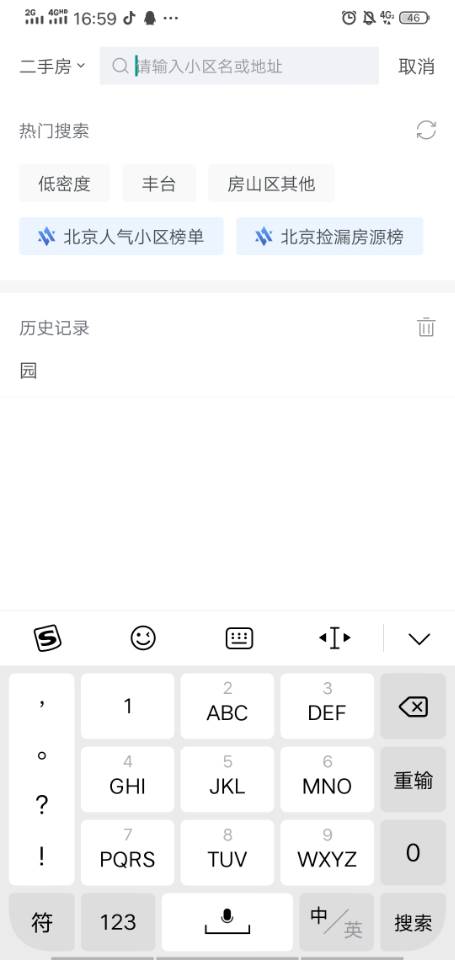 2G 4GHD 16:59 4G 46
二手房 请输入小区名或地址 取消
热门搜索
低密度 丰台 房山区其他
北京人气小区榜单 北京捡漏房源榜
历史记录
园
， 1 2 ABC 3 DEF
。 4 GHI 5 JKL 6 MNO 重输
？
！ 7 PQRS 8 TUV 9 WXYZ 0
符 123 中/英 搜索